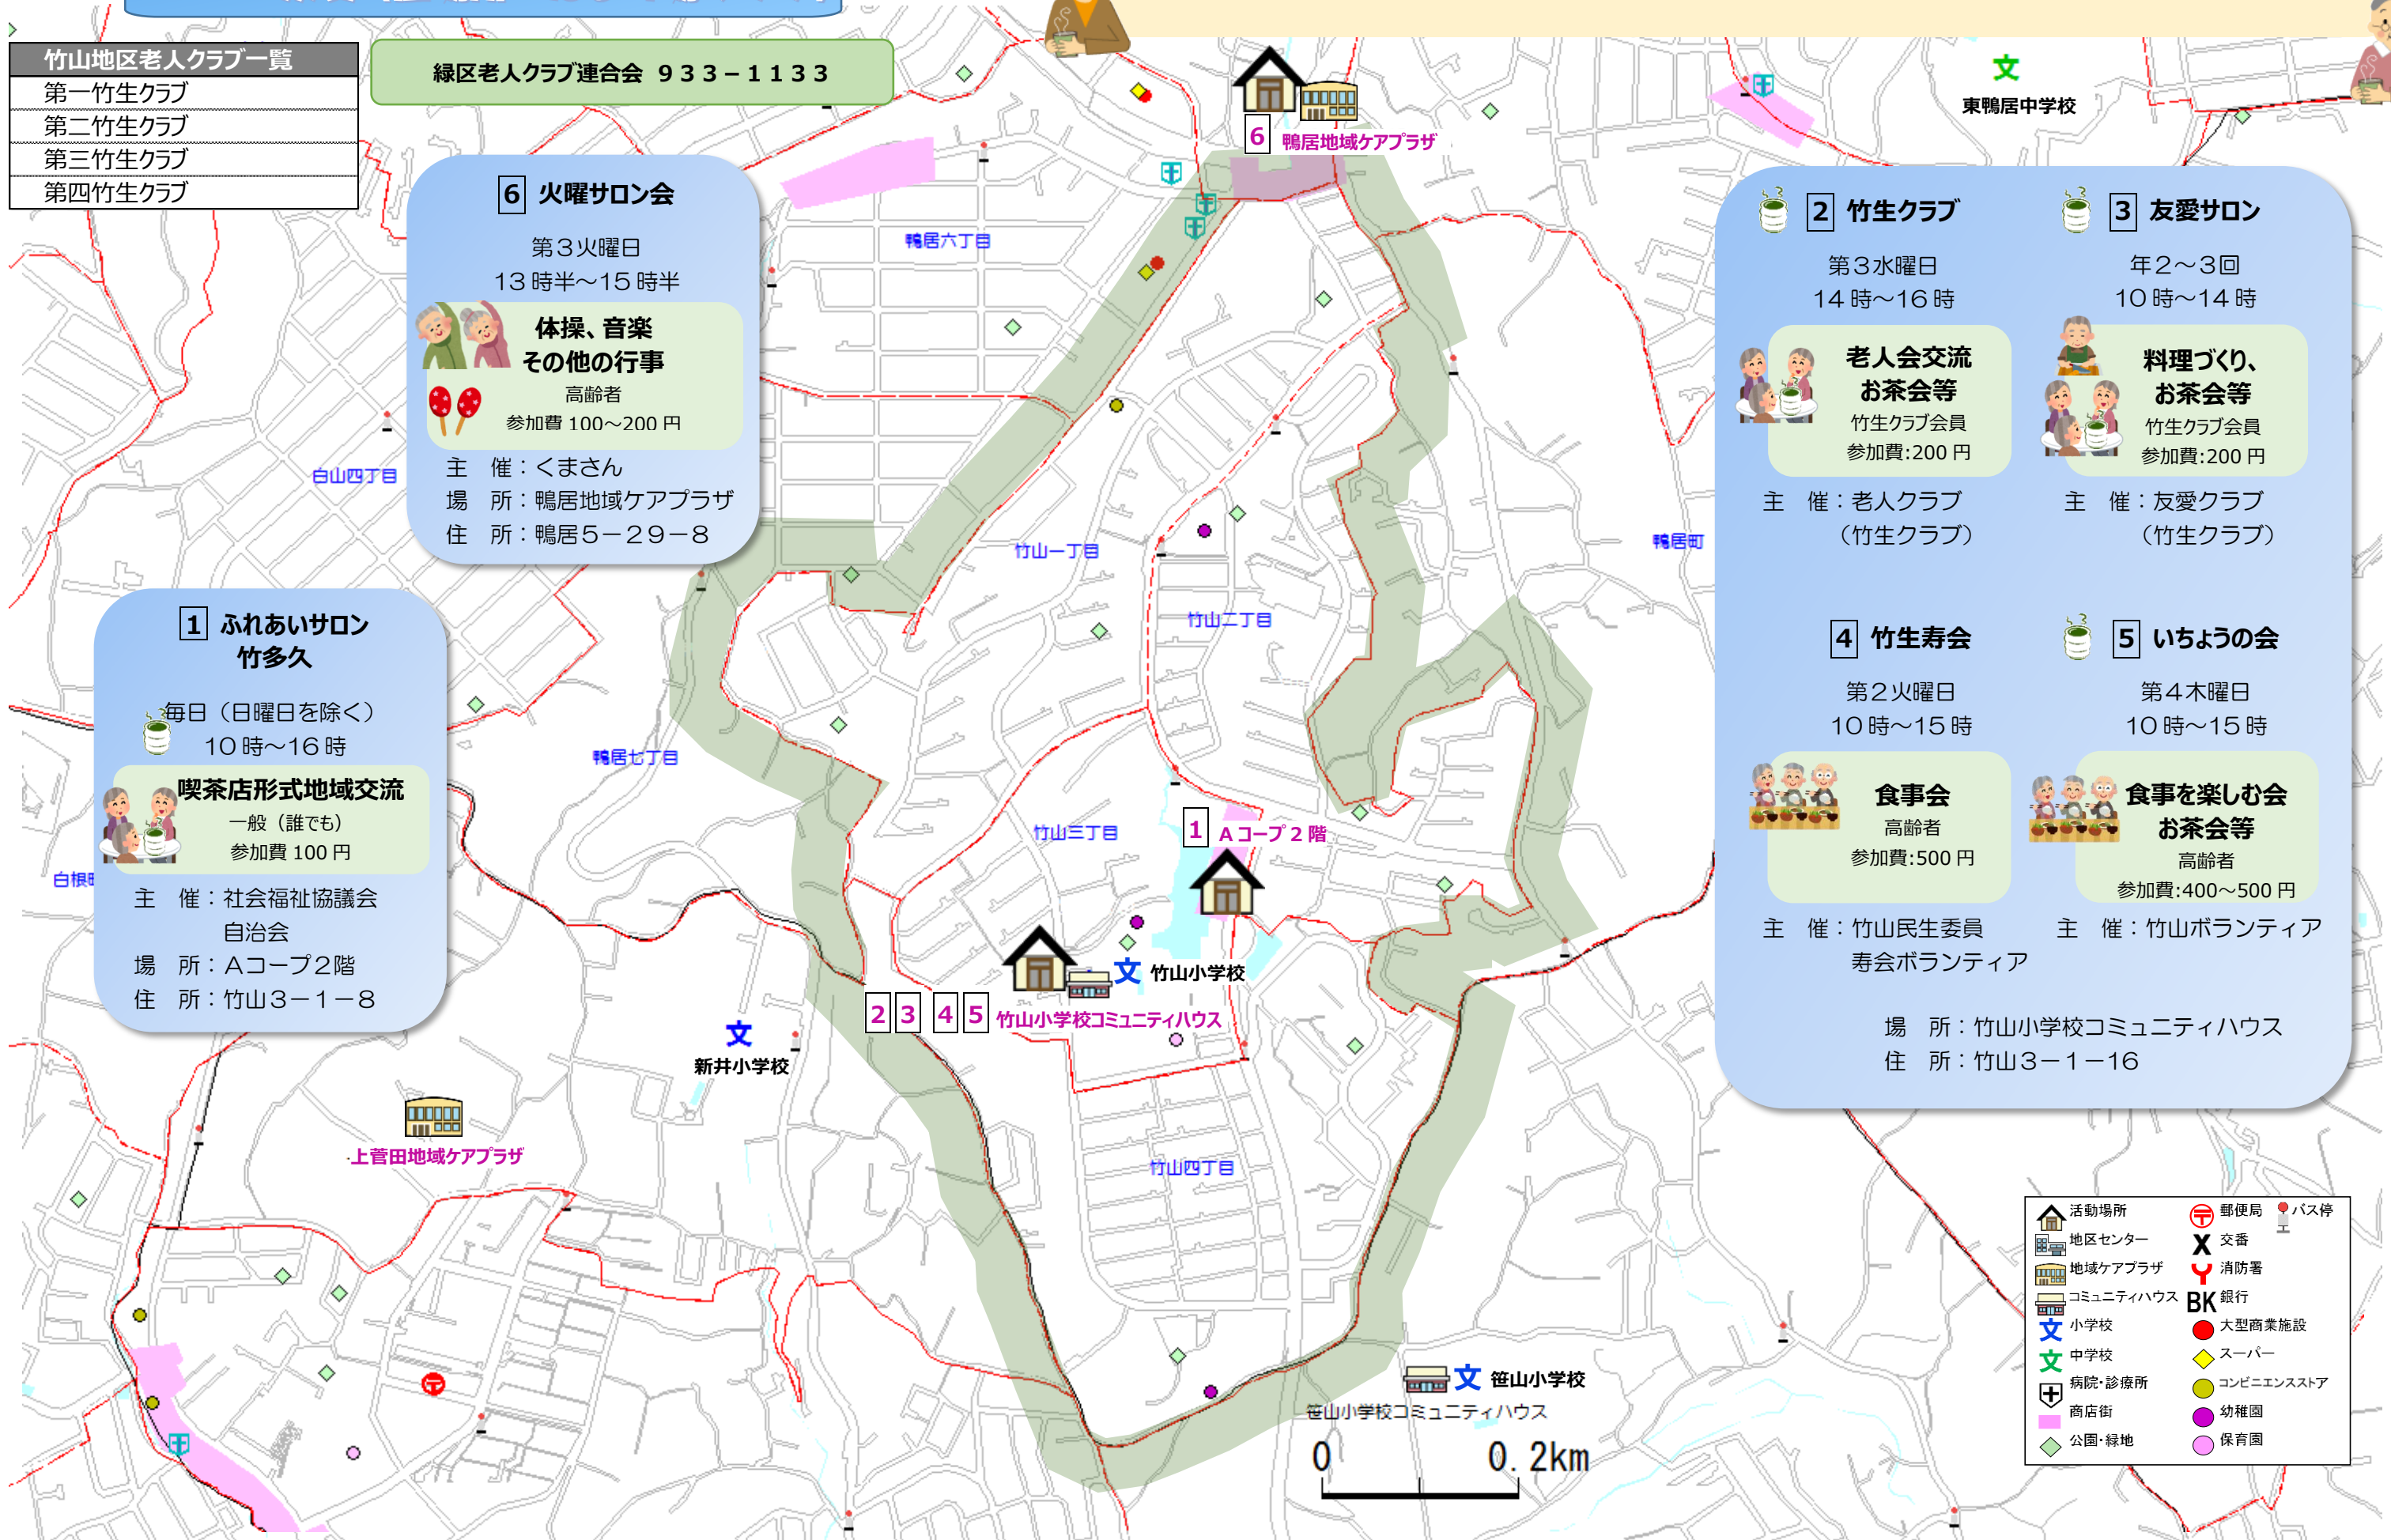 竹山地区老人クラブ一覧
第一竹生クラブ
第二竹生クラブ
第三竹生クラブ
第四竹生クラブ
緑区老人クラブ連合会 ９３３－１１３３
6 鴨居地域ケアプラザ
東鴨居中学校
6 火曜サロン会
第３火曜日
13時半～15時半
体操、音楽
その他の行事
高齢者
参加費 100～200 円
主　催：くまさん
場　所：鴨居地域ケアプラザ
住　所：鴨居５－２９－８
2 竹生クラブ
第３水曜日
14時～16時
老人会交流
お茶会等
竹生クラブ会員
参加費:200 円
主　催：老人クラブ
（竹生クラブ）
3 友愛サロン
年２～３回
10時～14時
料理づくり、
お茶会等
竹生クラブ会員
参加費:200 円
主　催：友愛クラブ
（竹生クラブ）
4 竹生寿会
第２火曜日
10時～15時
食事会
高齢者
参加費:500 円
主　催：竹山民生委員
寿会ボランティア
5 いちょうの会
第４木曜日
10時～15時
食事を楽しむ会
お茶会等
高齢者
参加費:400～500 円
主　催：竹山ボランティア
場　所：竹山小学校コミュニティハウス
住　所：竹山３－１－16
1 ふれあいサロン
竹多久
毎日（日曜日を除く）
10時～16時
喫茶店形式地域交流
一般（誰でも）
参加費 100 円
主　催：社会福祉協議会
自治会
場　所：Ａコープ２階
住　所：竹山３－１－８
鴨居六丁目
白山四丁目
竹山一丁目
鴨居町
竹山二丁目
鴨居七丁目
竹山三丁目
1 Ａコープ２階
白根
竹山小学校
2 3 4 5 竹山小学校コミュニティハウス
新井小学校
上菅田地域ケアプラザ
竹山四丁目
笹山小学校
笹山小学校コミュニティハウス
0 0.2km
活動場所
地区センター
地域ケアプラザ
コミュニティハウス
文 小学校
文 中学校
病院・診療所
商店街
公園・緑地
郵便局
バス停
X 交番
消防署
BK 銀行
大型商業施設
スーパー
コンビニエンスストア
幼稚園
保育園